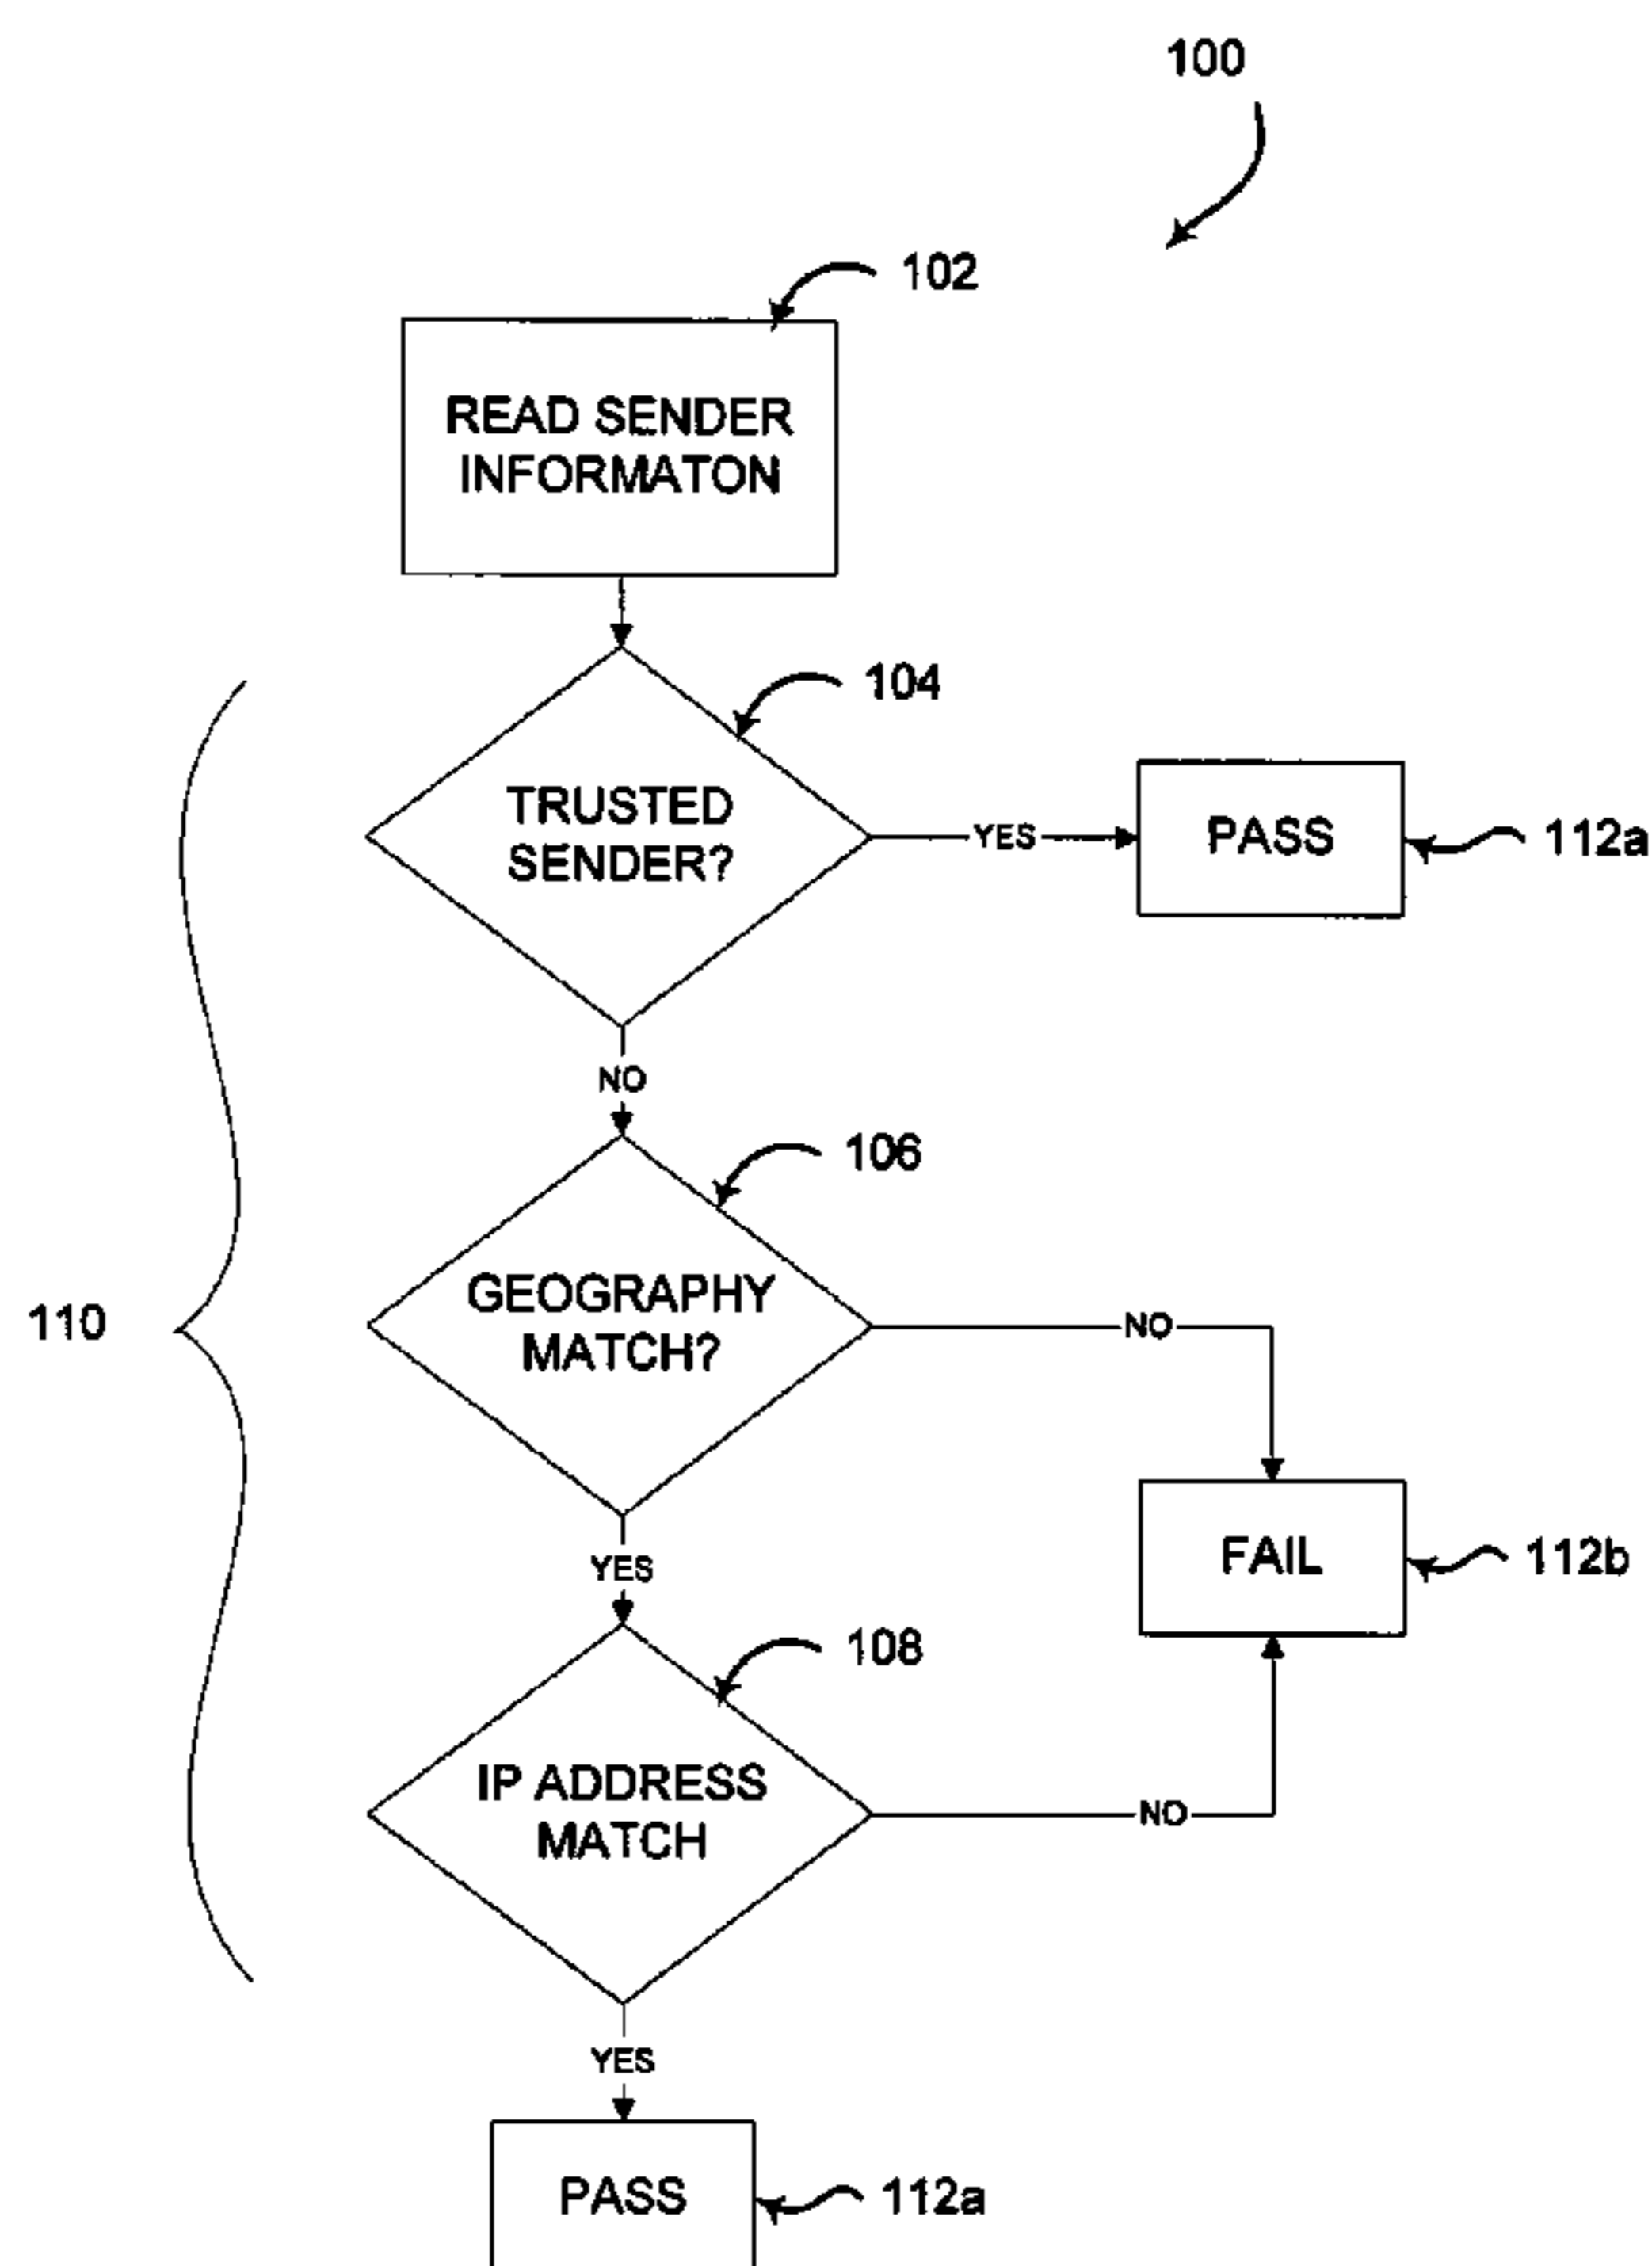 100
102
READ SENDER
INFORMATON
104
TRUSTED
SENDER?
YES
PASS
112a
NO
106
GEOGRAPHY
MATCH?
NO
110
YES
FAIL
112b
108
IP ADDRESS
MATCH
NO
YES
PASS
112a